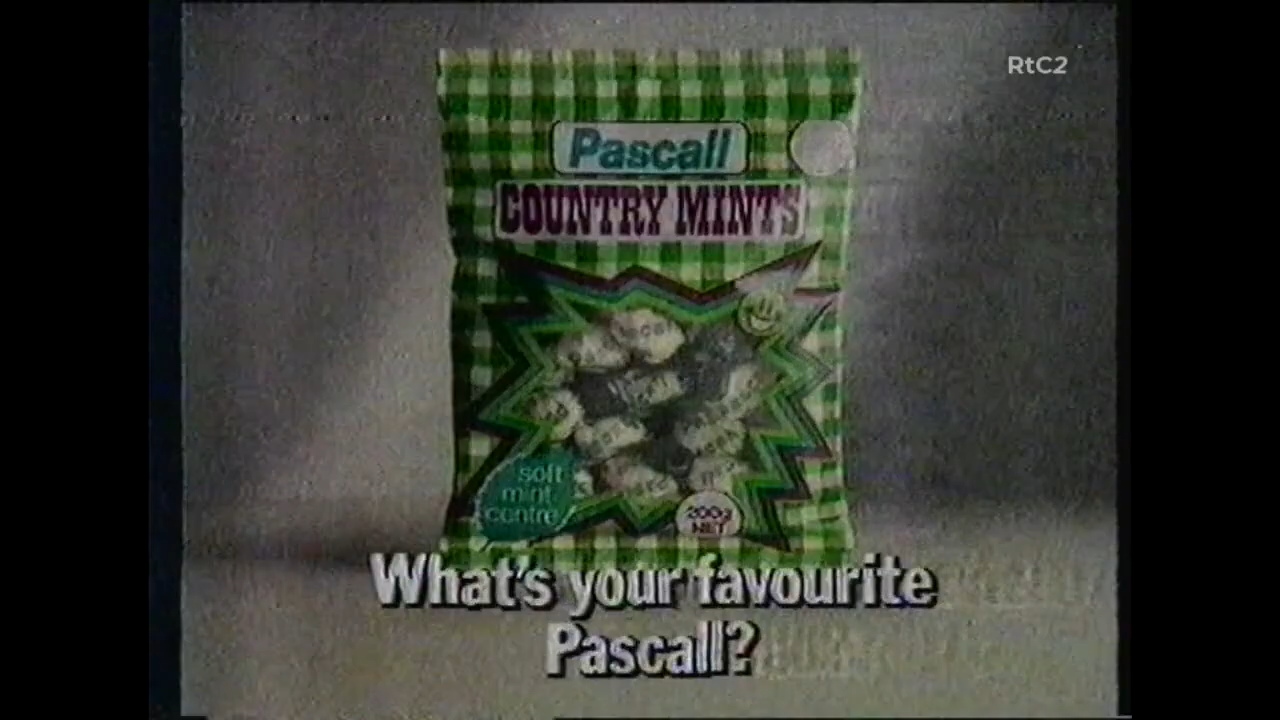 RtC2
Pascall
COUNTRY MINTS
soft
mint
centre
200g
NET
What's your favourite
Pascall?